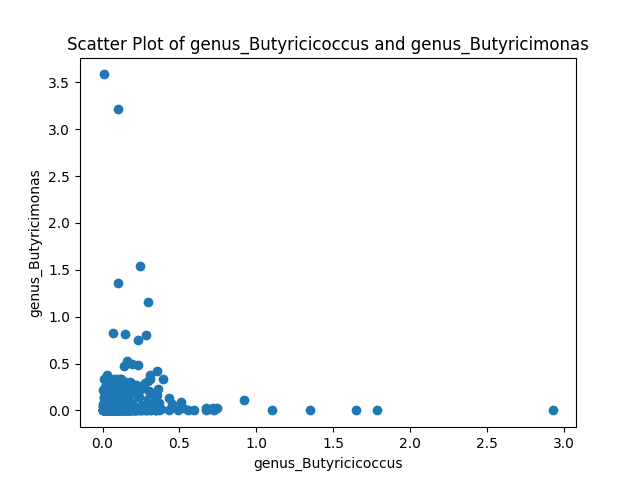 Scatter Plot of genus_Butyricicoccus and genus_Butyricimonas
3.5
3.0
2.5
2.0
1.5
1.0
0.5
0.0
genus_Butyricimonas
0.0 0.5 1.0 1.5 2.0 2.5 3.0
genus_Butyricicoccus